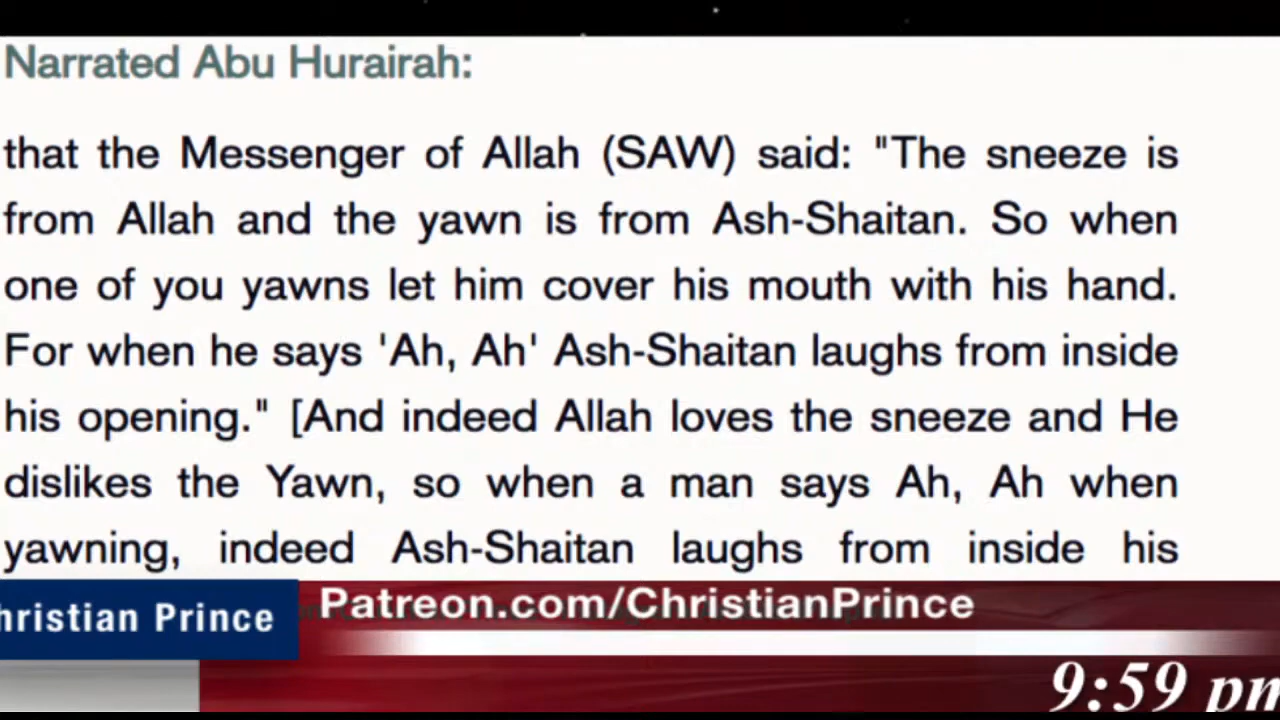 Narrated Abu Hurairah:
that the Messenger of Allah (SAW) said: "The sneeze is
from Allah and the yawn is from Ash-Shaitan. So when
one of you yawns let him cover his mouth with his hand.
For when he says 'Ah, Ah' Ash-Shaitan laughs from inside
his opening." [And indeed Allah loves the sneeze and He
dislikes the Yawn, so when a man says Ah, Ah when
yawning, indeed Ash-Shaitan laughs from inside his
hristian Prince
Patreon.com/ChristianPrince
9:59 pm